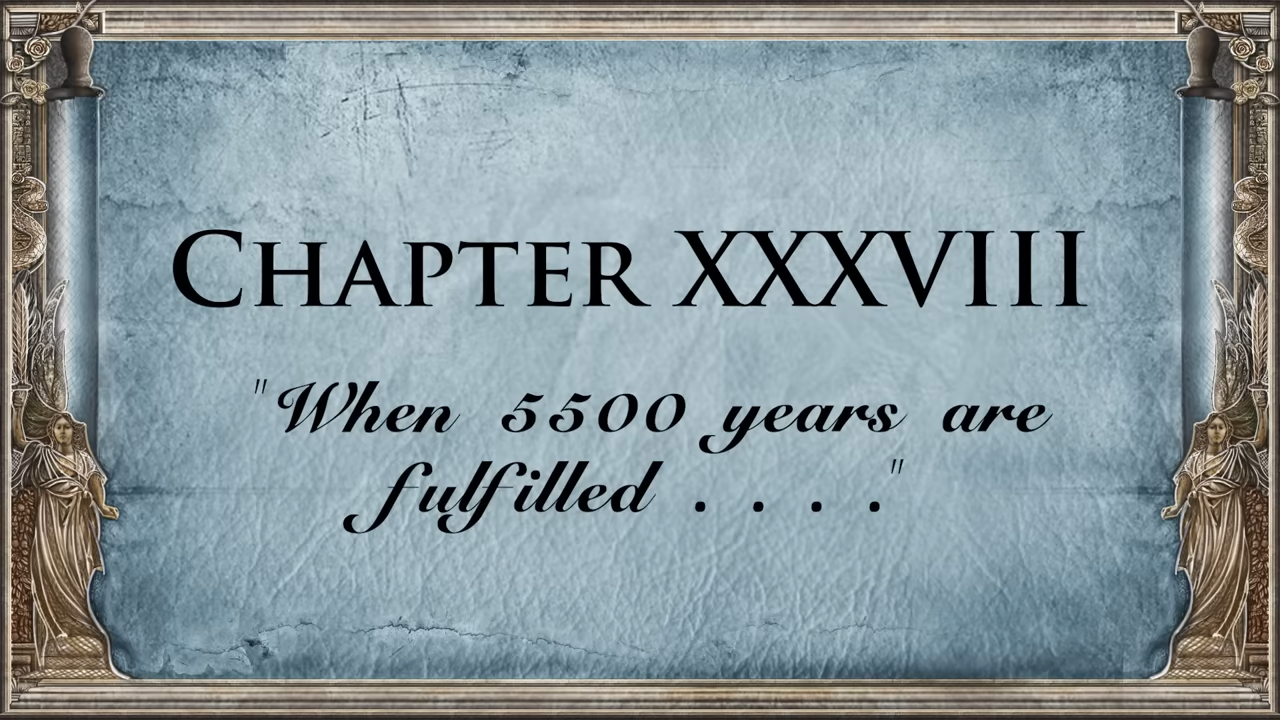 Chapter XXXVIII
"When 5500 years are
fulfilled . . . ."